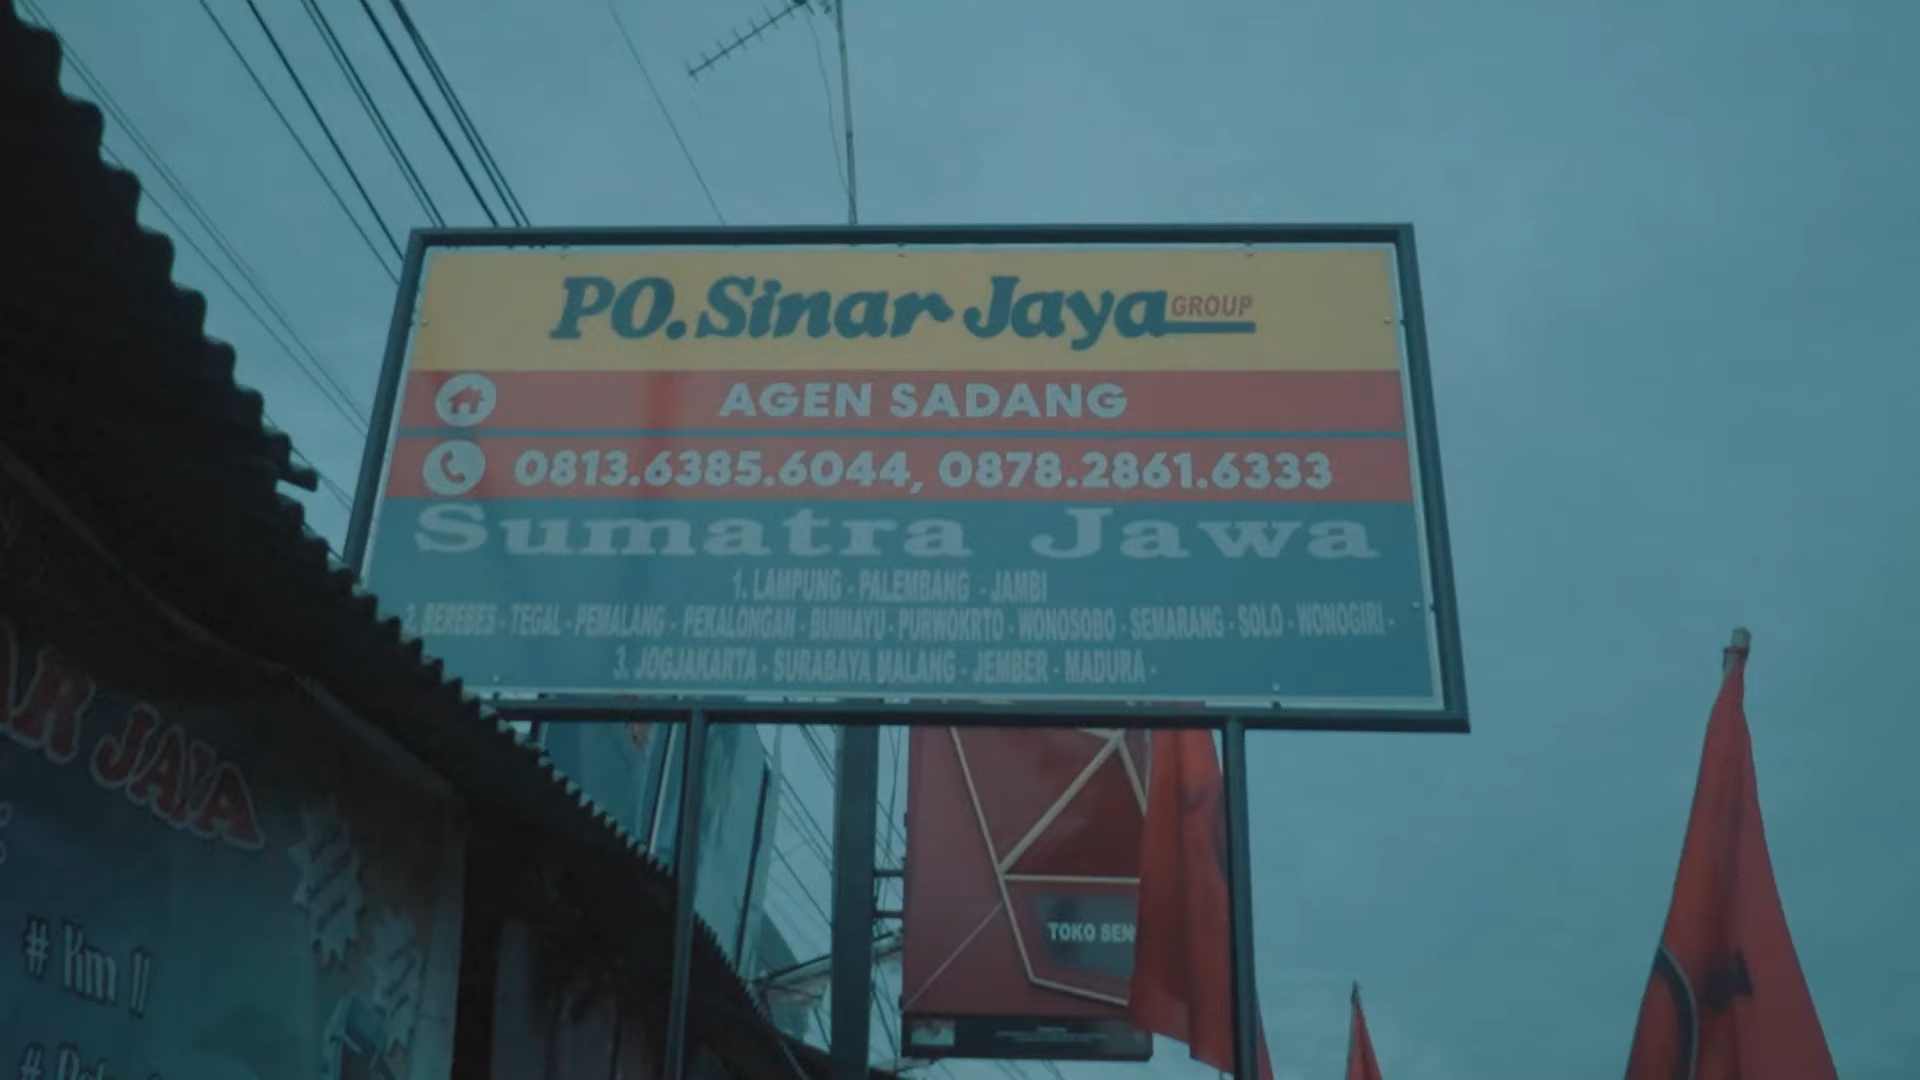 PO. Sinar Jaya GROUP
AGEN SADANG
0813.6385.6044, 0878.2861.6333
Sumatra Jawa
1. LAMPUNG - PALEMBANG - JAMBI
2. BEREBES - TEGAL - PEMALANG - PEKALONGAN - BUMIAYU - PURWOKRTO - WONOSOBO - SEMARANG - SOLO - WONOGIRI -
3. JOGJAKARTA - SURABAYA MALANG - JEMBER - MADURA -
AR JAYA
# Km 11
TOKO SEN